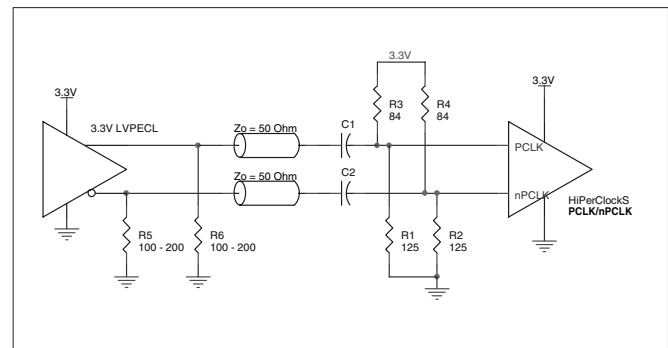 3.3V
3.3V
3.3V
R3
84
R4
84
3.3V LVPECL
Zo = 50 Ohm
C1
PCLK
Zo = 50 Ohm
C2
nPCLK
HiPerClockS
PCLK/nPCLK
R5
100 - 200
R6
100 - 200
R1
125
R2
125